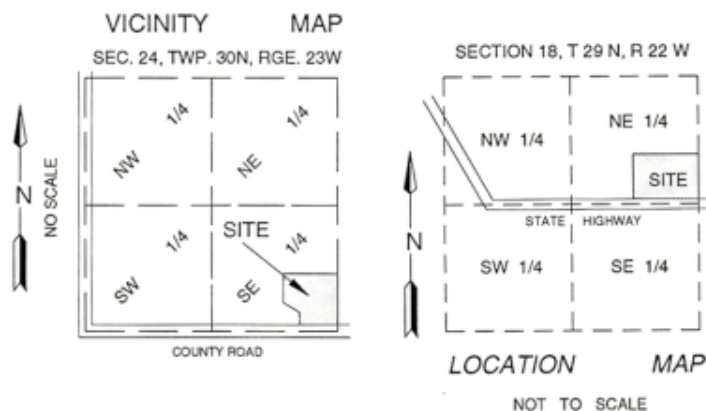 VICINITY MAP
SEC. 24, TWP. 30N, RGE. 23W
N
NO SCALE
NW 1/4
NE 1/4
SW 1/4
SE 1/4
SITE
COUNTY ROAD
SECTION 18, T 29 N, R 22 W
N
NW 1/4
NE 1/4
SITE
STATE HIGHWAY
SW 1/4
SE 1/4
LOCATION MAP
NOT TO SCALE